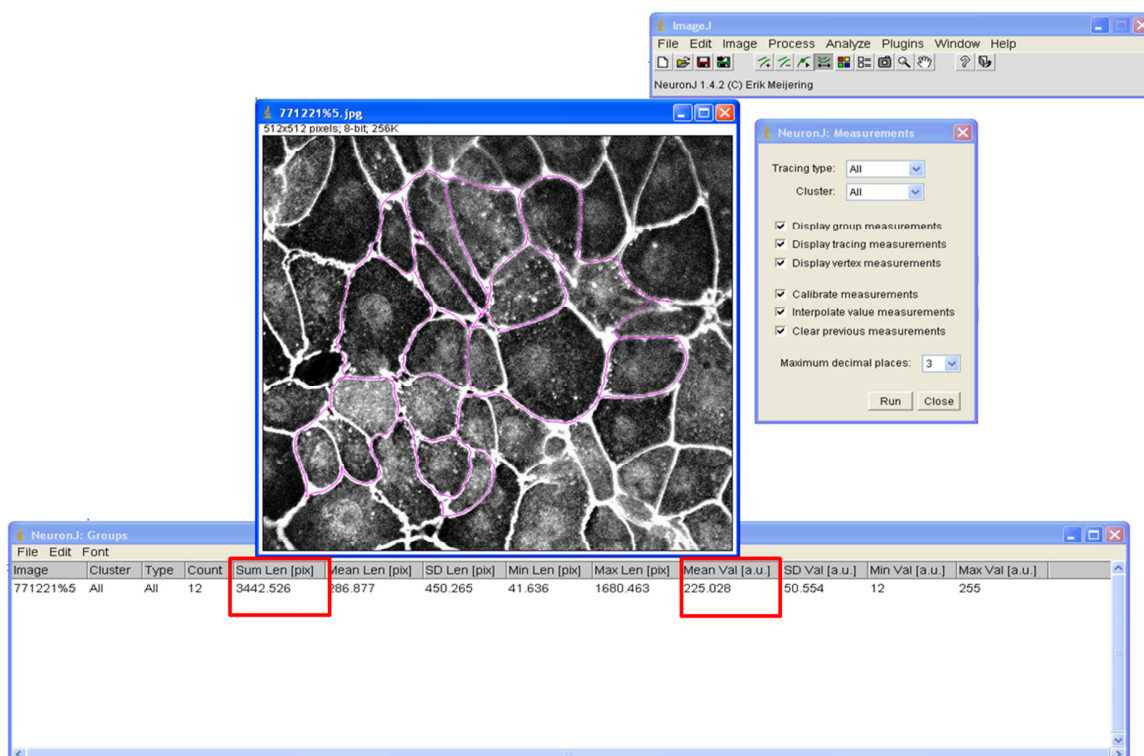 ImageJ
File Edit Image Process Analyze Plugins Window Help
NeuronJ 1.4.2 (C) Erik Meijering
771221%5.jpg
512x512 pixels; 8-bit; 256K
NeuronJ: Measurements
Tracing type: All
Cluster: All
Display group measurements
Display tracing measurements
Display vertex measurements
Calibrate measurements
Interpolate value measurements
Clear previous measurements
Maximum decimal places: 3
Run Close
NeuronJ: Groups
File Edit Font
Image Cluster Type Count Sum Len [pix] Mean Len [pix] SD Len [pix] Min Len [pix] Max Len [pix] Mean Val [a.u.] SD Val [a.u.] Min Val [a.u.] Max Val [a.u.]
771221%5 All All 12 3442.526 286.877 450.265 41.636 1680.463 225.028 50.554 12 255